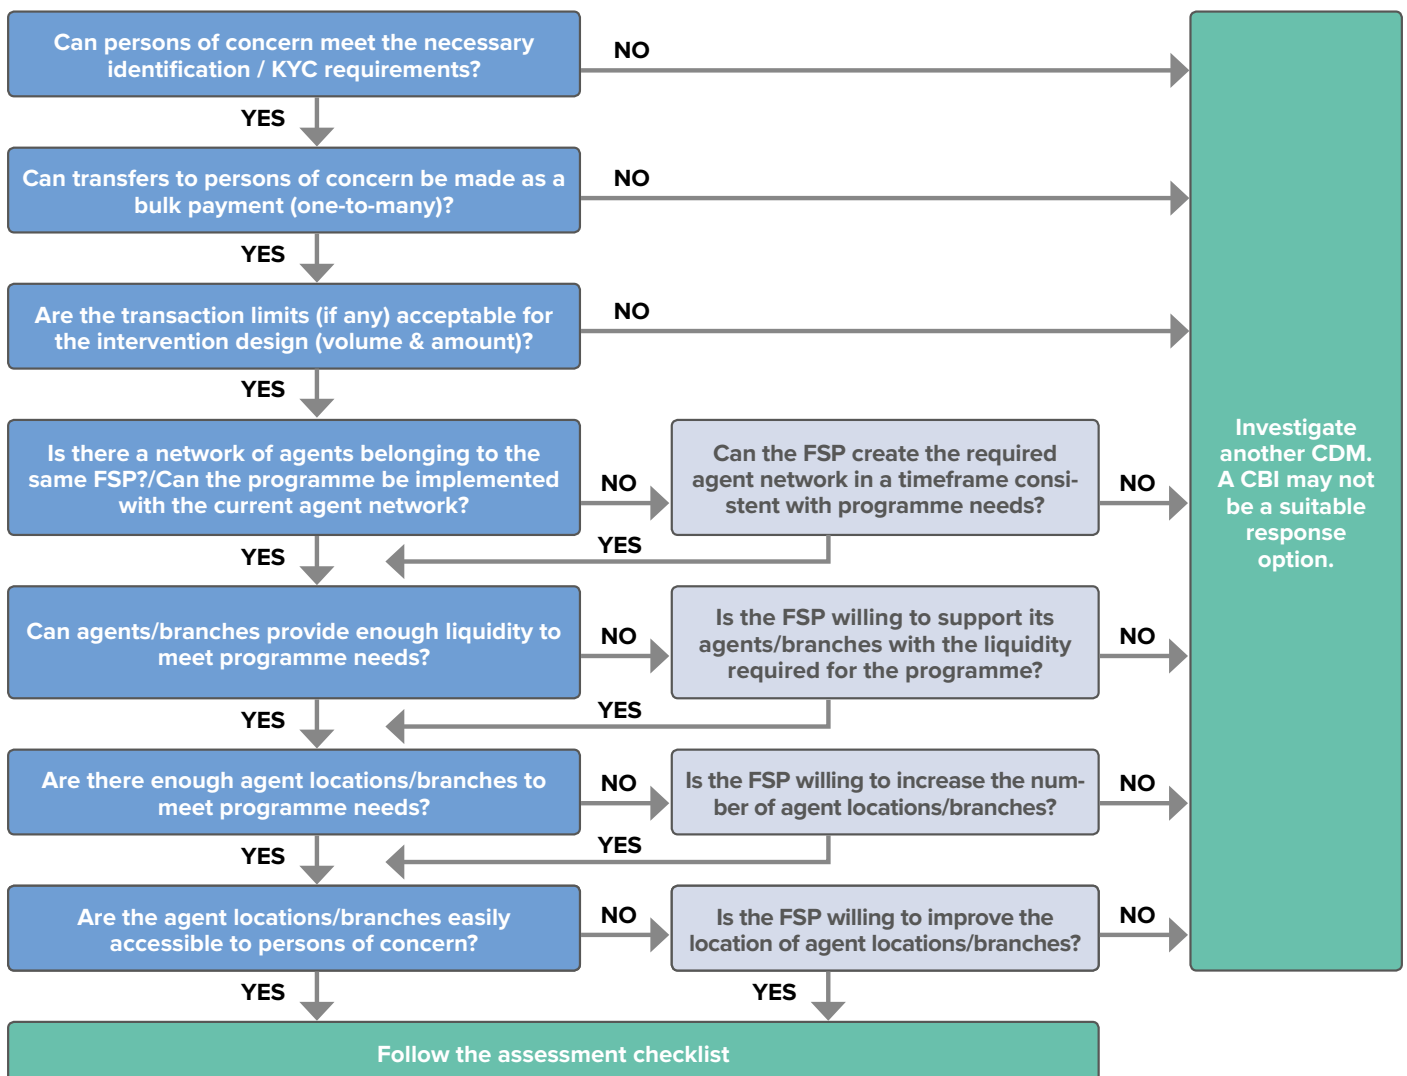 Can persons of concern meet the necessary
identification / KYC requirements?
NO
YES
Can transfers to persons of concern be made as a
bulk payment (one-to-many)?
NO
YES
Are the transaction limits (if any) acceptable for
the intervention design (volume & amount)?
NO
YES
Is there a network of agents belonging to the
same FSP?/Can the programme be implemented
with the current agent network?
NO
Can the FSP create the required
agent network in a timeframe consi-
stent with programme needs?
NO
YES
YES
Can agents/branches provide enough liquidity to
meet programme needs?
NO
Is the FSP willing to support its
agents/branches with the liquidity
required for the programme?
NO
YES
YES
Are there enough agent locations/branches to
meet programme needs?
NO
Is the FSP willing to increase the num-
ber of agent locations/branches?
NO
YES
YES
Are the agent locations/branches easily
accessible to persons of concern?
NO
Is the FSP willing to improve the
location of agent locations/branches?
NO
YES
YES
Investigate
another CDM.
A CBI may not
be a suitable
response
option.
Follow the assessment checklist